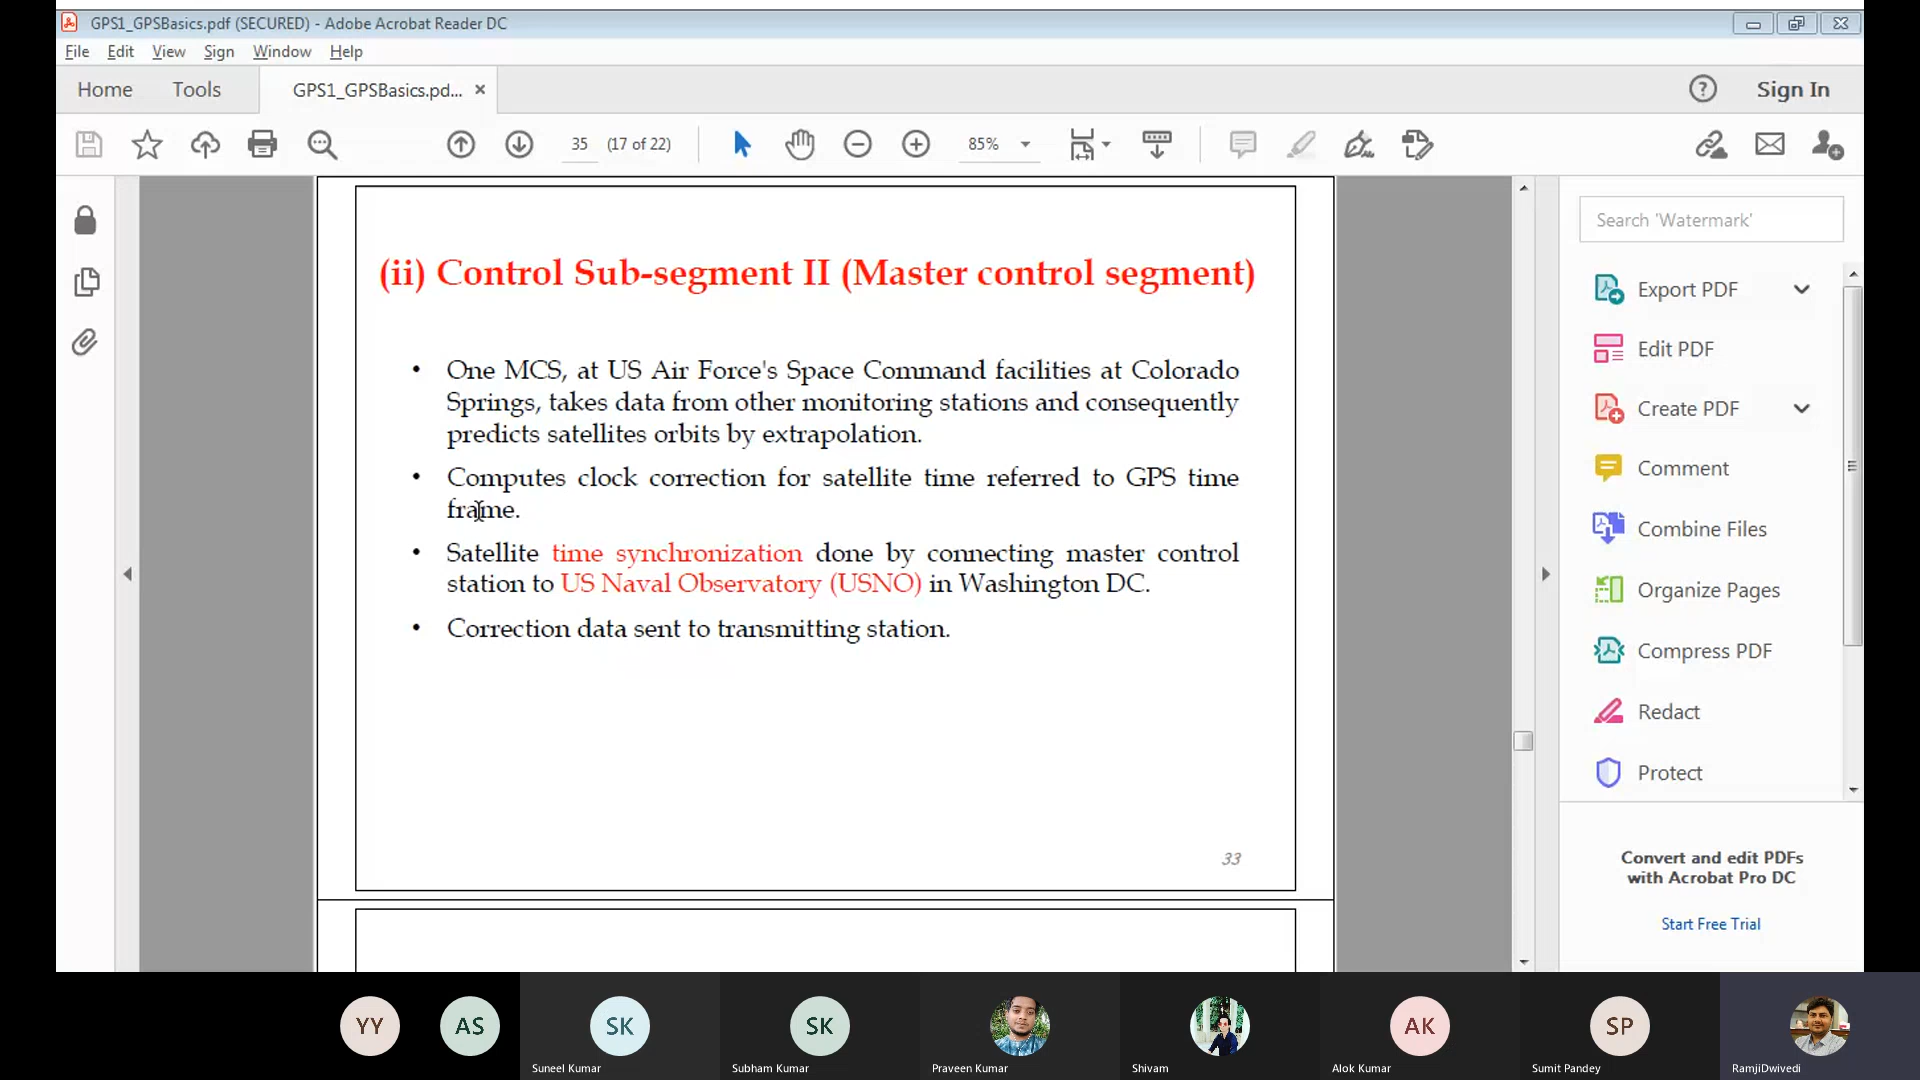 GPS1_GPSBasics.pdf (SECURED) - Adobe Acrobat Reader DC
File Edit View Sign Window Help
Home Tools GPS1_GPSBasics.pd... × Sign In
35 (17 of 22) 85%
Search 'Watermark'
(ii) Control Sub-segment II (Master control segment)
• One MCS, at US Air Force's Space Command facilities at Colorado
Springs, takes data from other monitoring stations and consequently
predicts satellites orbits by extrapolation.
• Computes clock correction for satellite time referred to GPS time
frame.
• Satellite time synchronization done by connecting master control
station to US Naval Observatory (USNO) in Washington DC.
• Correction data sent to transmitting station.
33
Export PDF
Edit PDF
Create PDF
Comment
Combine Files
Organize Pages
Compress PDF
Redact
Protect
Convert and edit PDFs
with Acrobat Pro DC
Start Free Trial
YY AS SK SK AK SP
Suneel Kumar Subham Kumar Praveen Kumar Shivam Alok Kumar Sumit Pandey RamjiDwivedi